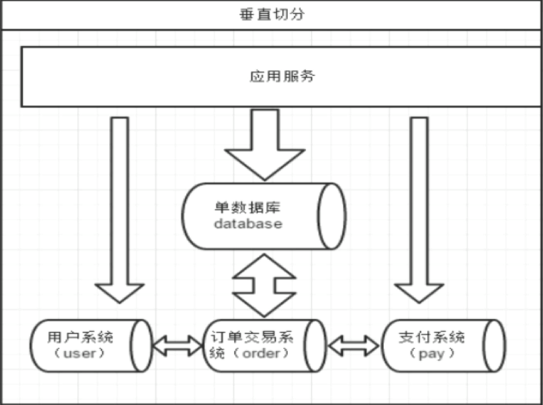 垂直切分
应用服务
单数据库
database
用户系统
（user）
订单交易系
统（order）
支付系统
（pay）